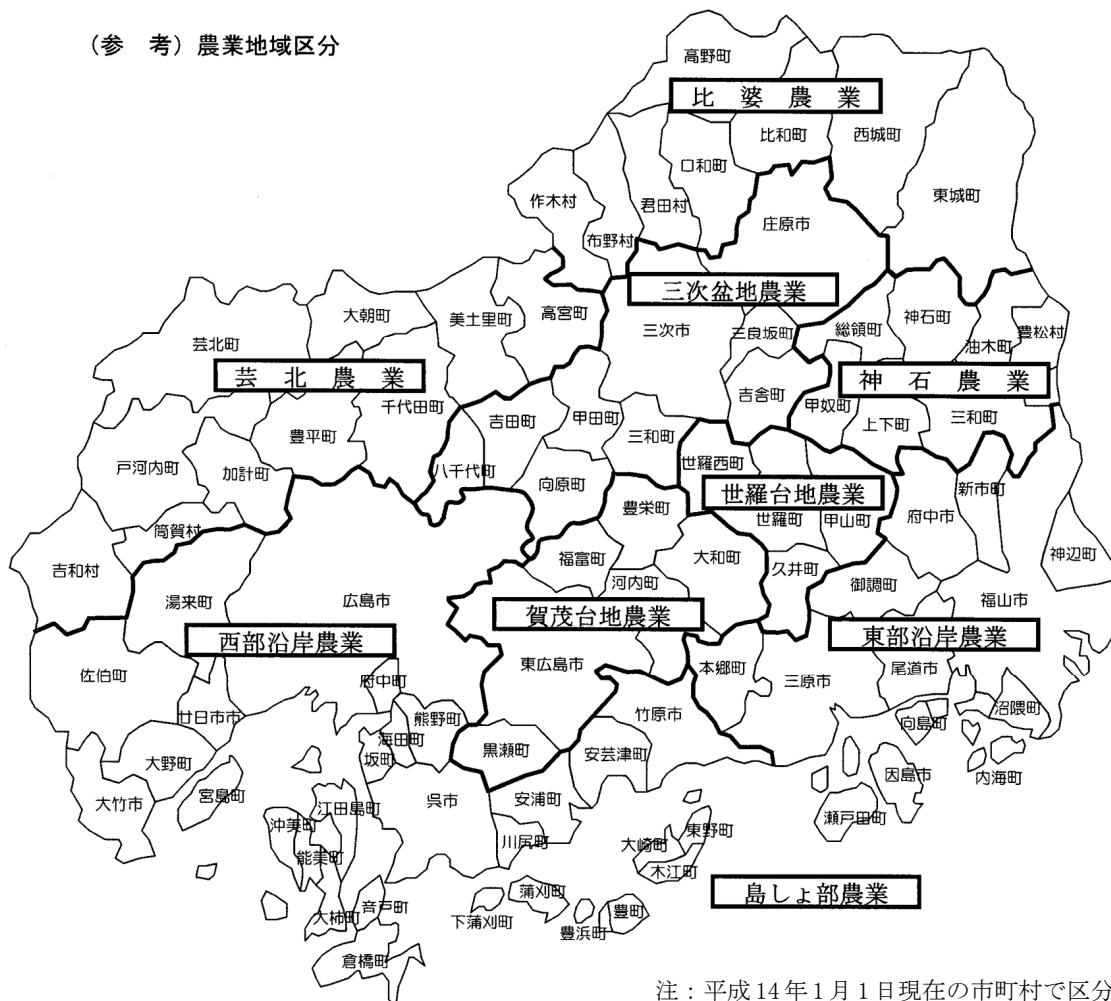 (参 考)農業地域区分
高野町
比 婆 農 業
比和町
西城町
口和町
東城町
作木村
君田村
庄原市
布野村
三次盆地農業
大朝町
美土里町
高宮町
三次市
三良坂町
総領町
神石町
豊松村
芸北町
油木町
芸 北 農 業
神 石 農 業
千代田町
吉田町
甲田町
吉舎町
甲奴町
上下町
三和町
豊平町
三和町
戸河内町
加計町
八千代町
向原町
世羅西町
世羅台地農業
新市町
豊栄町
世羅町
甲山町
府中市
筒賀村
福富町
大和町
神辺町
吉和村
河内町
久井町
御調町
湯来町
広島市
福山市
賀茂台地農業
西部沿岸農業
東部沿岸農業
佐伯町
東広島市
本郷町
三原市
尾道市
府中町
廿日市市
熊野町
竹原市
沼隈町
向島町
海田町
黒瀬町
安芸津町
大野町
坂町
内海町
因島市
大竹市
宮島町
江田島町
呉市
安浦町
瀬戸田町
沖美町
東野町
大崎町
川尻町
能美町
木江町
蒲刈町
島しょ部農業
大柿町
音戸町
下蒲刈町
豊町
豊浜町
倉橋町
注:平成14年1月1日現在の市町村で区分